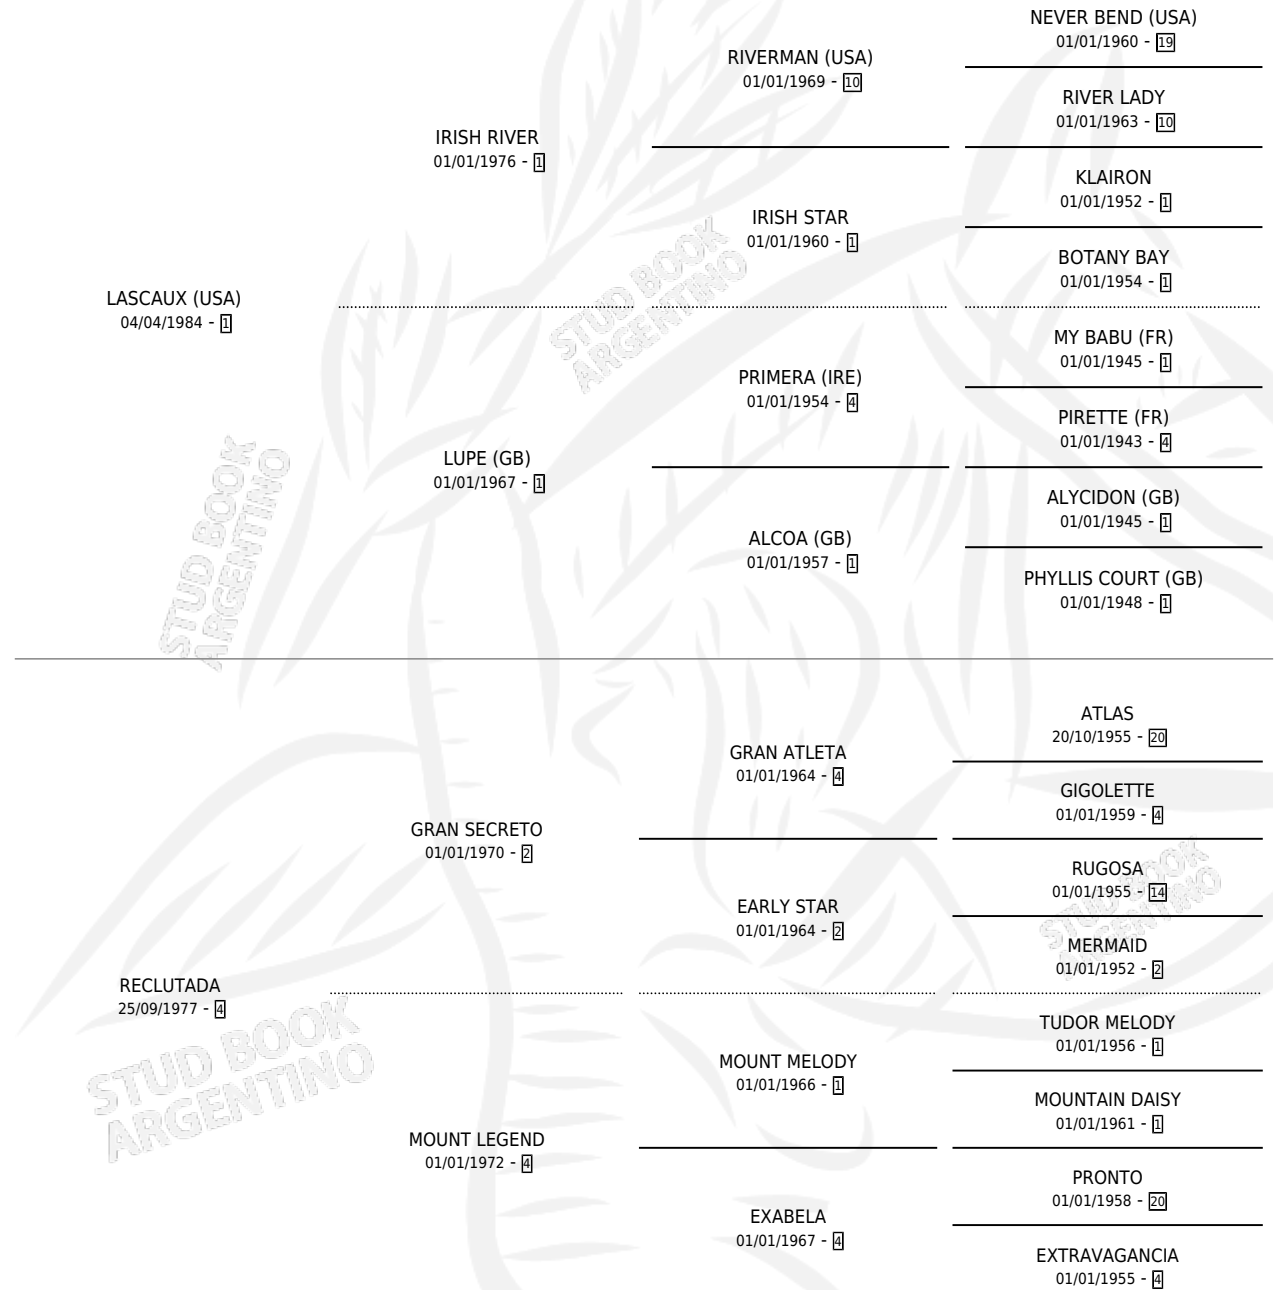 NEVER BEND (USA)
01/01/1960 - 19
RIVERMAN (USA)
01/01/1969 - 10
RIVER LADY
01/01/1963 - 10
IRISH RIVER
01/01/1976 - 1
KLAIRON
01/01/1952 - 1
IRISH STAR
01/01/1960 - 1
BOTANY BAY
01/01/1954 - 1
LASCAUX (USA)
04/04/1984 - 1
MY BABU (FR)
01/01/1945 - 1
PRIMERA (IRE)
01/01/1954 - 4
PIRETTE (FR)
01/01/1943 - 4
LUPE (GB)
01/01/1967 - 1
ALYCIDON (GB)
01/01/1945 - 1
ALCOA (GB)
01/01/1957 - 1
PHYLLIS COURT (GB)
01/01/1948 - 1
ATLAS
20/10/1955 - 20
GRAN ATLETA
01/01/1964 - 4
GIGOLETTE
01/01/1959 - 4
GRAN SECRETO
01/01/1970 - 2
RUGOSA
01/01/1955 - 14
EARLY STAR
01/01/1964 - 2
MERMAID
01/01/1952 - 2
RECLUTADA
25/09/1977 - 4
TUDOR MELODY
01/01/1956 - 1
MOUNT MELODY
01/01/1966 - 1
MOUNTAIN DAISY
01/01/1961 - 1
MOUNT LEGEND
01/01/1972 - 4
PRONTO
01/01/1958 - 20
EXABELA
01/01/1967 - 4
EXTRAVAGANCIA
01/01/1955 - 4
STUD BOOK
ARGENTINO
STUD BOOK
ARGENTINO
STUD BOOK
ARGENTINO
STUD BOOK
ARGENTINO